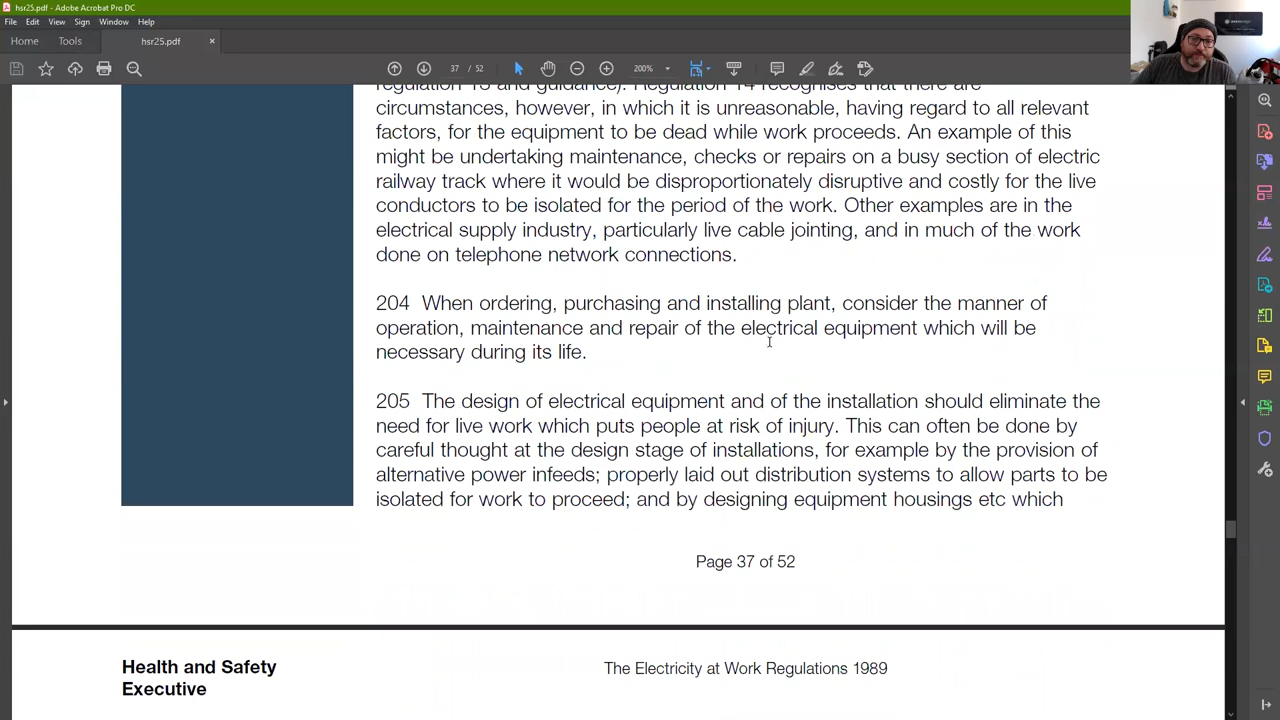 hsr25.pdf - Adobe Acrobat Pro DC
File Edit View Sign Window Help
Home Tools hsr25.pdf ×
37 / 52 200%
regulation 13 and guidance). Regulation 14 recognises that there are
circumstances, however, in which it is unreasonable, having regard to all relevant
factors, for the equipment to be dead while work proceeds. An example of this
might be undertaking maintenance, checks or repairs on a busy section of electric
railway track where it would be disproportionately disruptive and costly for the live
conductors to be isolated for the period of the work. Other examples are in the
electrical supply industry, particularly live cable jointing, and in much of the work
done on telephone network connections.
204 When ordering, purchasing and installing plant, consider the manner of
operation, maintenance and repair of the electrical equipment which will be
necessary during its life.
205 The design of electrical equipment and of the installation should eliminate the
need for live work which puts people at risk of injury. This can often be done by
careful thought at the design stage of installations, for example by the provision of
alternative power infeeds; properly laid out distribution systems to allow parts to be
isolated for work to proceed; and by designing equipment housings etc which
Page 37 of 52
Health and Safety
Executive
The Electricity at Work Regulations 1989